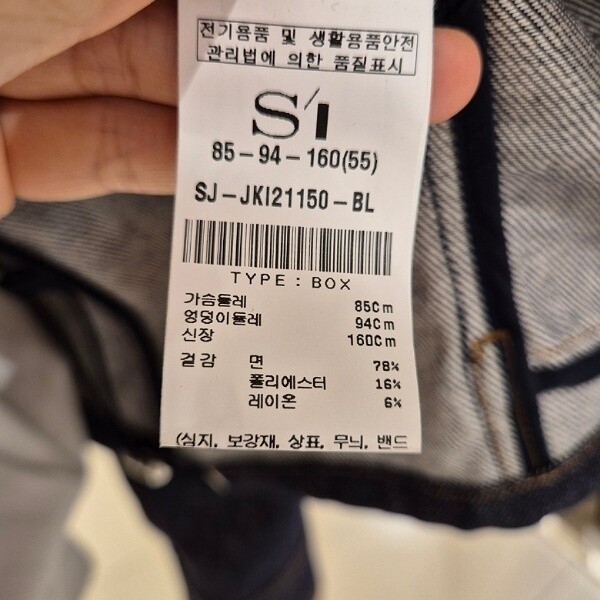 전기용품 및 생활용품안전
관리법에 의한 품질표시
S'I
85-94-160(55)
SJ-JKI21150-BL
TYPE : BOX
가슴둘레 85Cm
엉덩이둘레 94Cm
신장 160Cm
겉감 면 78%
폴리에스터 16%
레이온 6%
(심지, 보강재, 상표, 무늬, 밴드